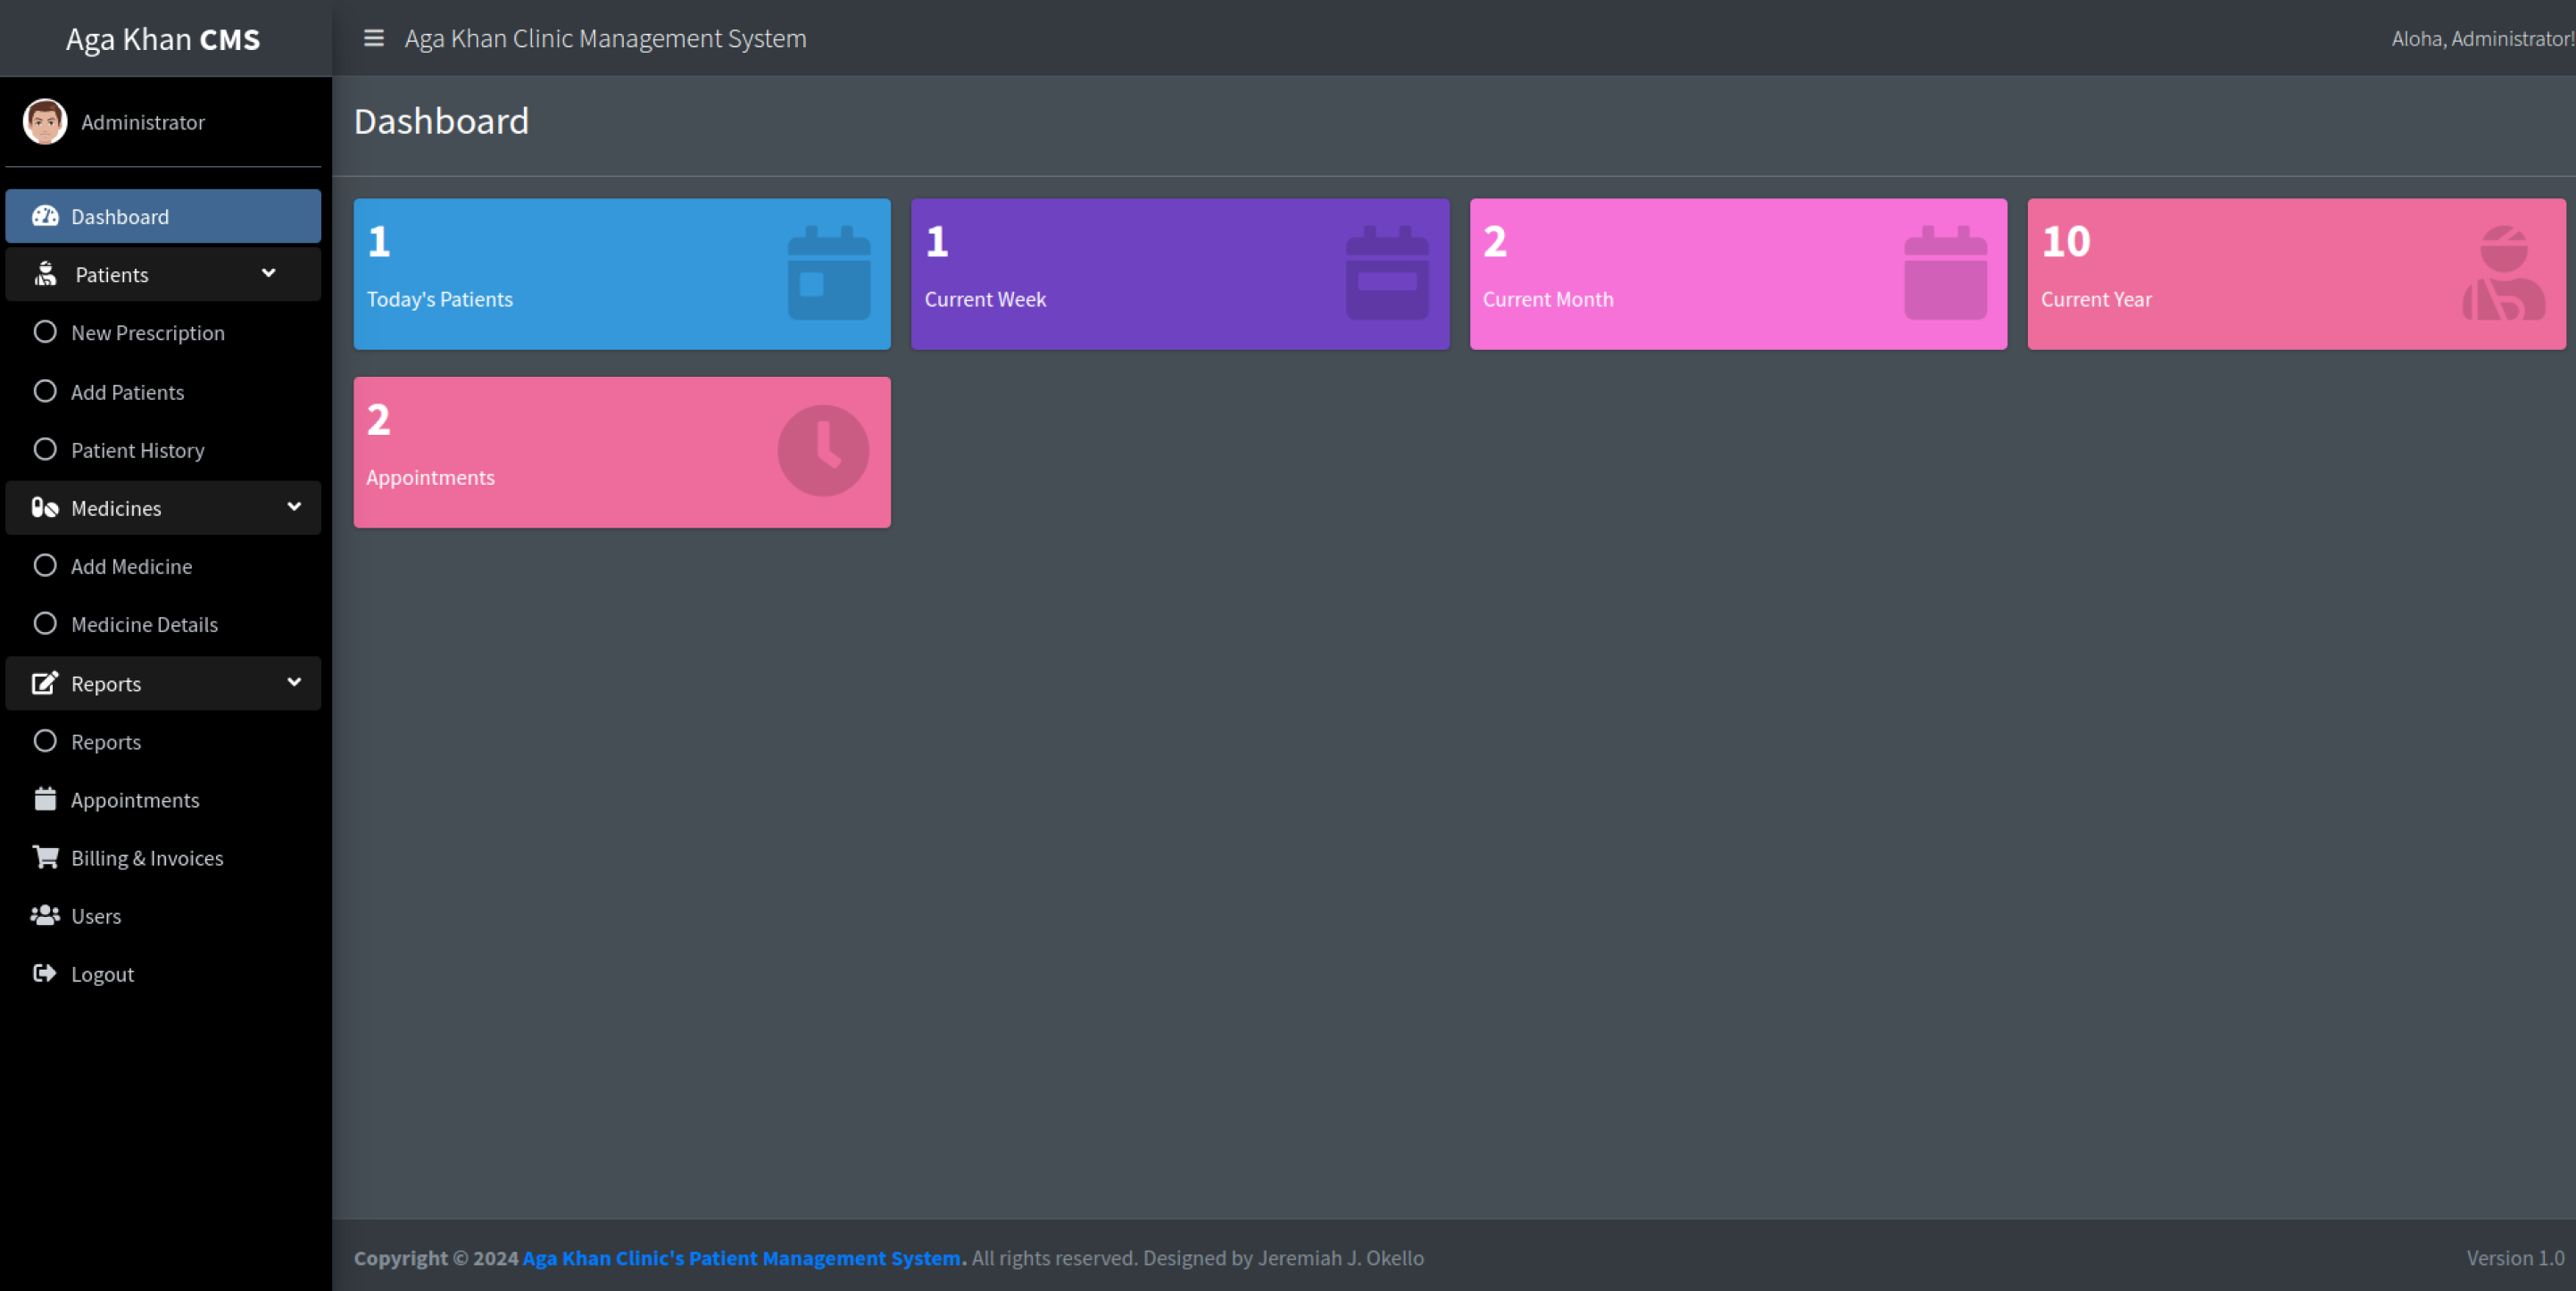 Aga Khan CMS
Aga Khan Clinic Management System
Aloha, Administrator!
Administrator
Dashboard
Patients
New Prescription
Add Patients
Patient History
Medicines
Add Medicine
Medicine Details
Reports
Reports
Appointments
Billing & Invoices
Users
Logout
Dashboard
1
Today's Patients
1
Current Week
2
Current Month
10
Current Year
2
Appointments
Copyright © 2024 Aga Khan Clinic's Patient Management System. All rights reserved. Designed by Jeremiah J. Okello
Version 1.0